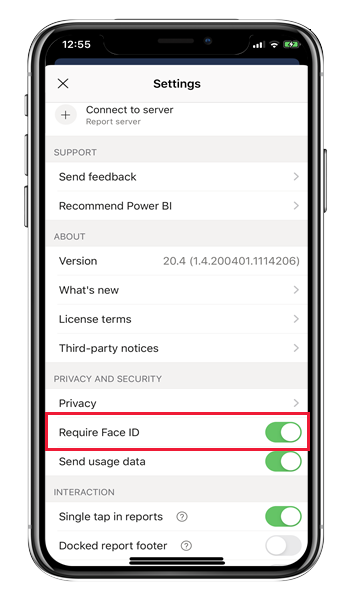 12:55
Settings
Connect to server
Report server
SUPPORT
Send feedback
Recommend Power BI
ABOUT
Version 20.4 (1.4.200401.1114206)
What's new
License terms
Third-party notices
PRIVACY AND SECURITY
Privacy
Require Face ID
Send usage data
INTERACTION
Single tap in reports ?
Docked report footer ?